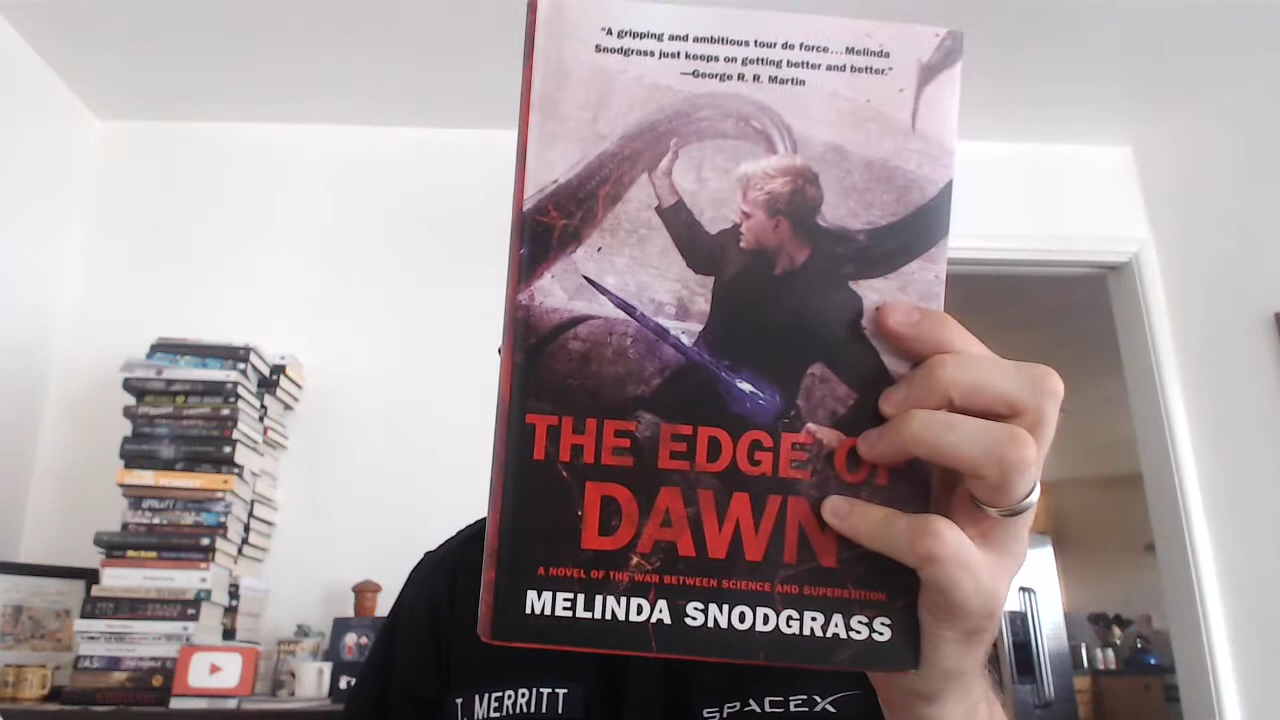 "A gripping and ambitious tour de force...Melinda
Snodgrass just keeps on getting better and better."
—George R. R. Martin
THE EDGE OF
DAWN
A NOVEL OF THE WAR BETWEEN SCIENCE AND SUPERSTITION
MELINDA SNODGRASS
T. MERRITT
SPACEX